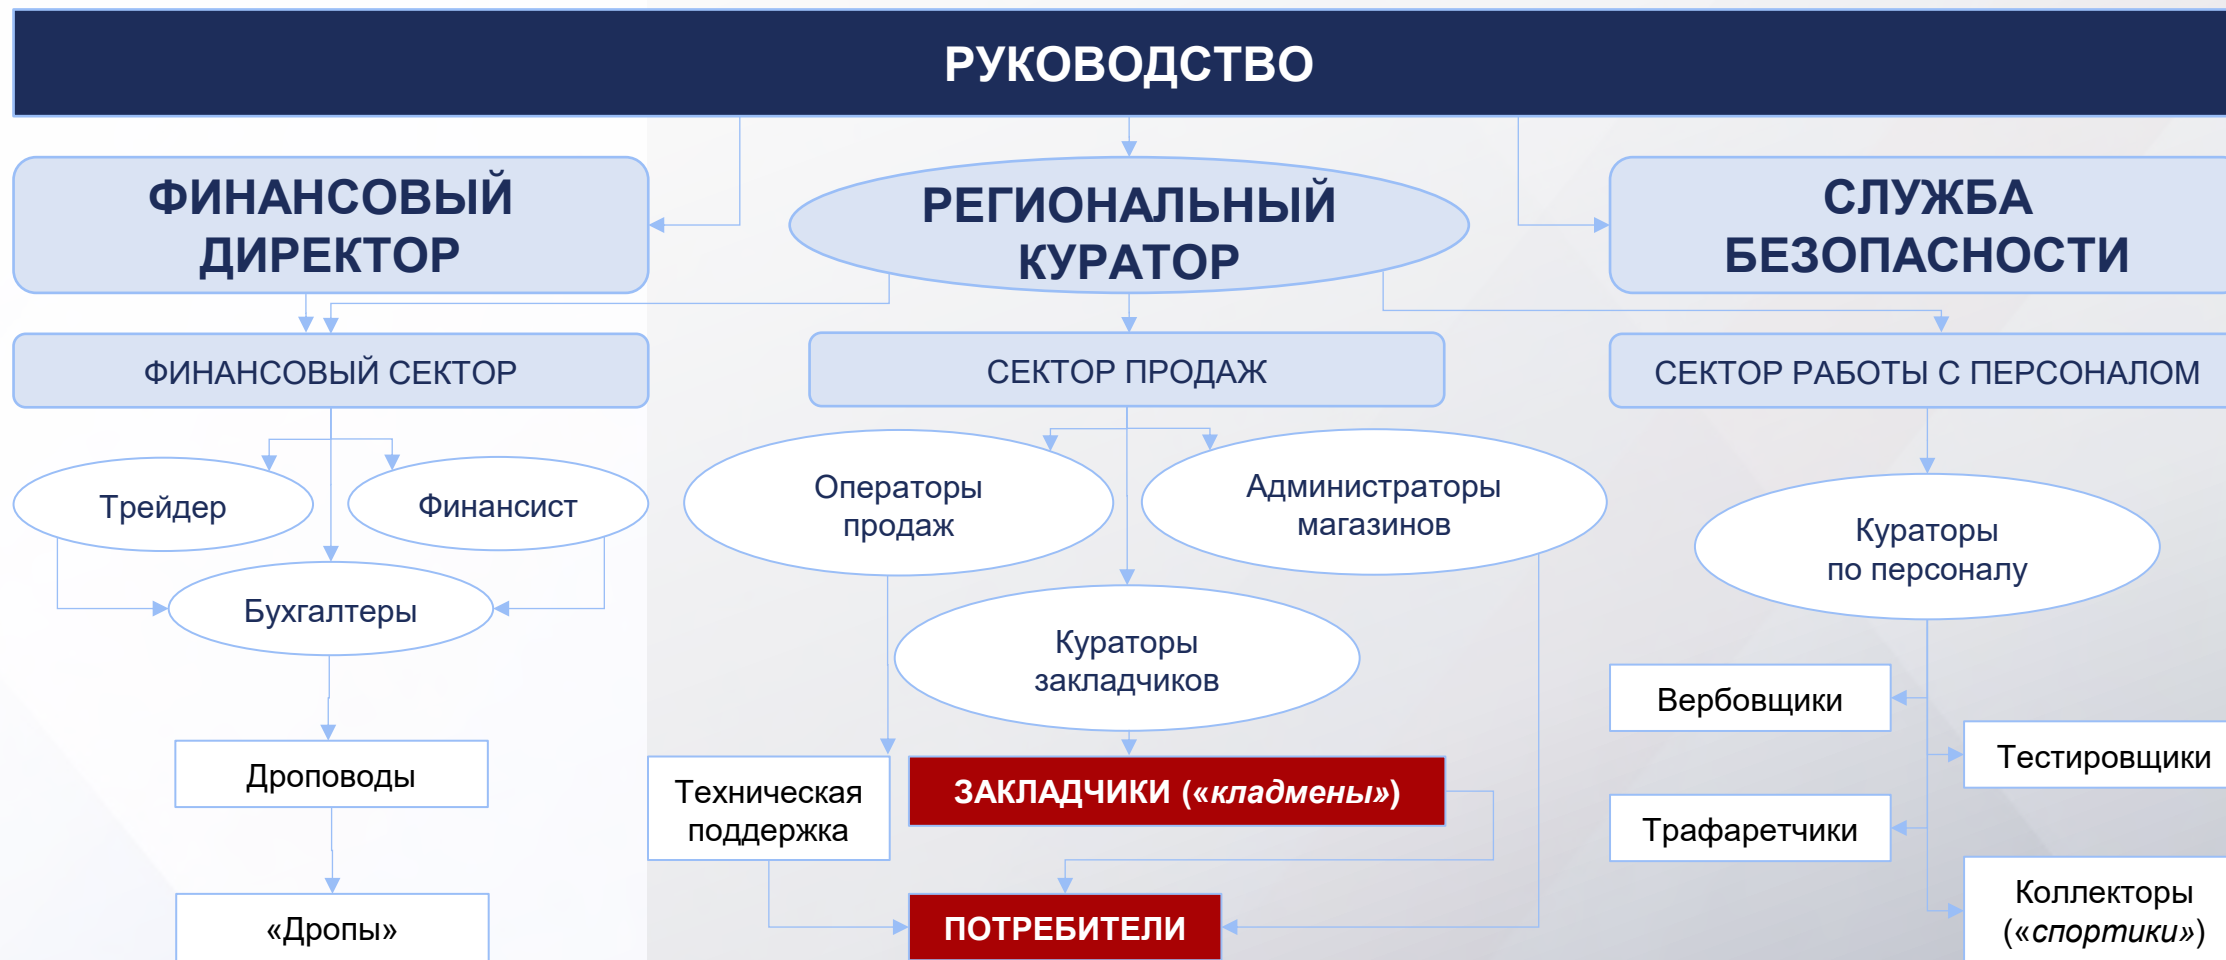 РУКОВОДСТВО
ФИНАНСОВЫЙ
ДИРЕКТОР
РЕГИОНАЛЬНЫЙ
КУРАТОР
СЛУЖБА
БЕЗОПАСНОСТИ
ФИНАНСОВЫЙ СЕКТОР
СЕКТОР ПРОДАЖ
СЕКТОР РАБОТЫ С ПЕРСОНАЛОМ
Трейдер
Финансист
Бухгалтеры
Дроповоды
«Дропы»
Операторы
продаж
Администраторы
магазинов
Кураторы
закладчиков
Техническая
поддержка
ЗАКЛАДЧИКИ («кладмены»)
ПОТРЕБИТЕЛИ
Кураторы
по персоналу
Вербовщики
Тестировщики
Трафаретчики
Коллекторы
(«спортики»)